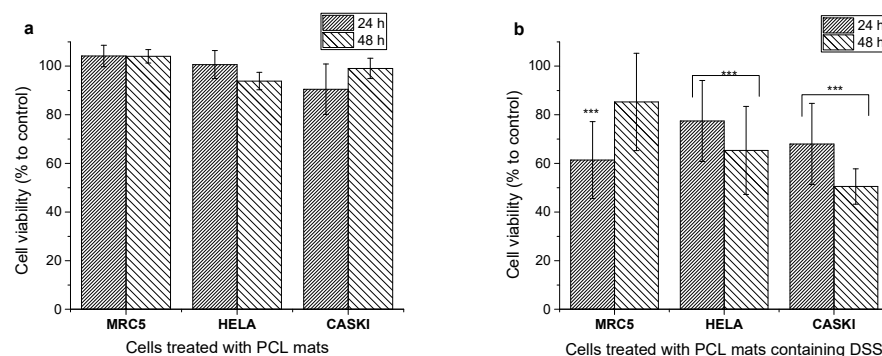 a
24 h
48 h
120
100
80
60
40
20
0
Cell viability (% to control)
MRC5 HELA CASKI
Cells treated with PCL mats
b
24 h
48 h
120
100
80
60
40
20
0
Cell viability (% to control)
***
***
***
MRC5 HELA CASKI
Cells treated with PCL mats containing DSS